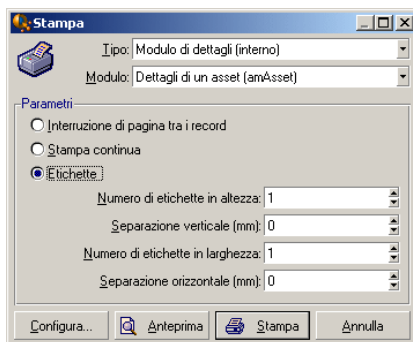 Stampa
Tipo: Modulo di dettagli (interno)
Modulo: Dettagli di un asset (amAsset)
Parametri
Interruzione di pagina tra i record
Stampa continua
Etichette
Numero di etichette in altezza: 1
Separazione verticale (mm): 0
Numero di etichette in larghezza: 1
Separazione orizzontale (mm): 0
Configura... Anteprima Stampa Annulla